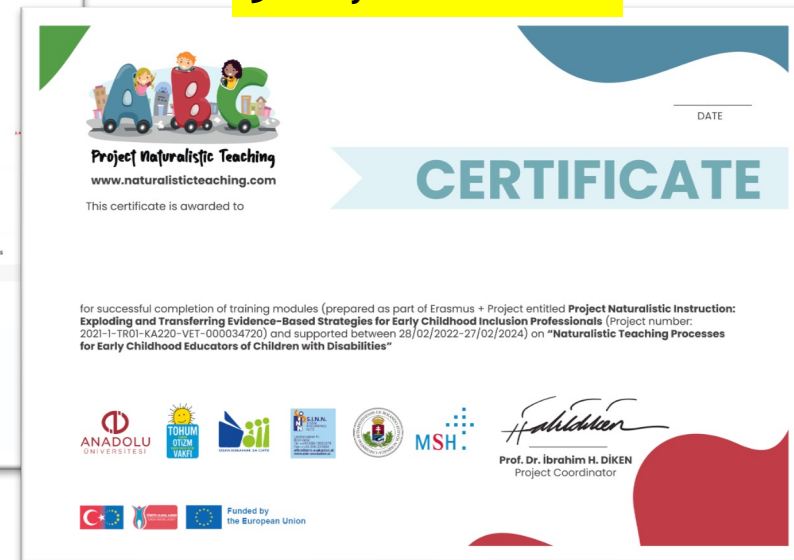 ABC
Project Naturalistic Teaching
www.naturalisticteaching.com
This certificate is awarded to
DATE
CERTIFICATE
for successful completion of training modules (prepared as part of Erasmus + Project entitled Project Naturalistic Instruction:
Exploding and Transferring Evidence-Based Strategies for Early Childhood Inclusion Professionals (Project number:
2021-1-TR01-KA220-VET-000034720) and supported between 28/02/2022-27/02/2024) on “Naturalistic Teaching Processes
for Early Childhood Educators of Children with Disabilities”
ANADOLU
ÜNİVERSİTESİ
TOHUM
OTİZM
VAKFI
S.I.N.N.
MSH
Prof. Dr. İbrahim H. DİKEN
Project Coordinator
Funded by
the European Union